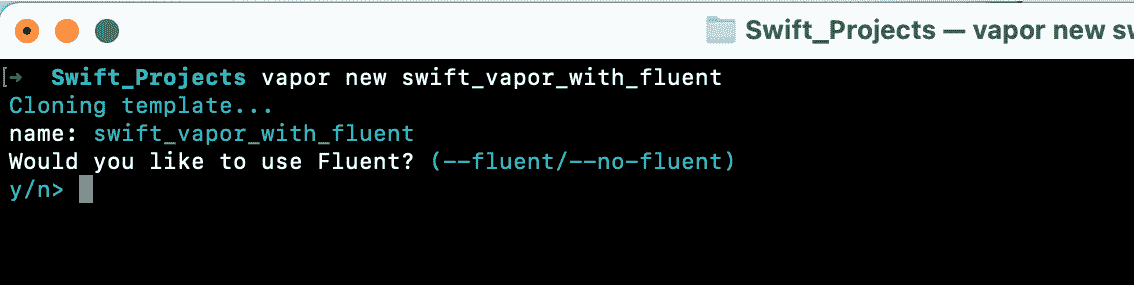 Swift_Projects — vapor new sw
[➜ Swift_Projects vapor new swift_vapor_with_fluent
Cloning template...
name: swift_vapor_with_fluent
Would you like to use Fluent? (--fluent/--no-fluent)
y/n>